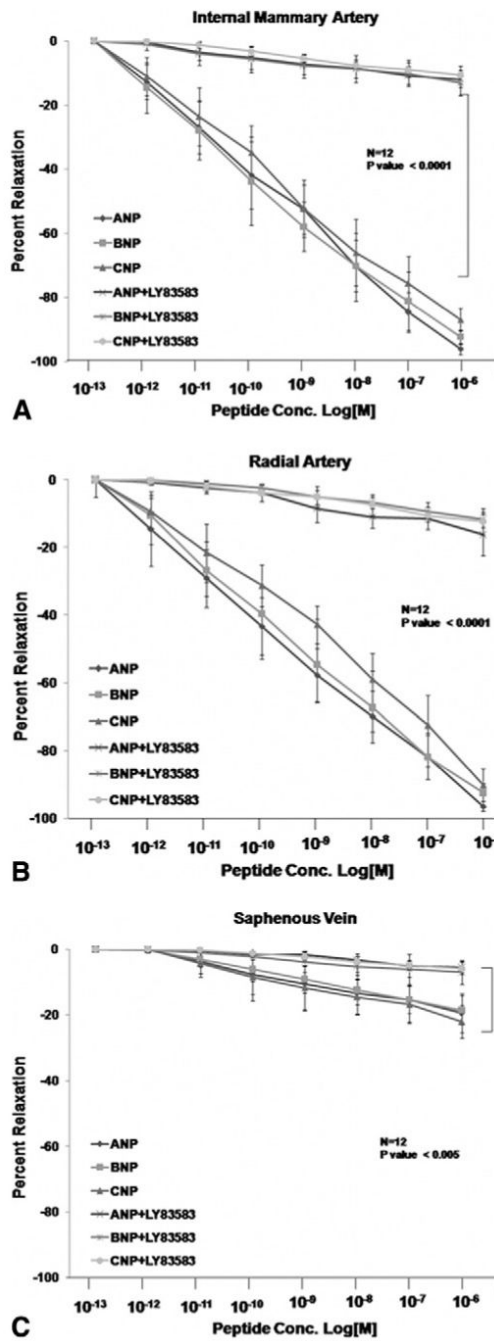 Internal Mammary Artery
0
-20
-40
-60
-80
-100
Percent Relaxation
N=12
P value < 0.0001
ANP
BNP
CNP
ANP+LY83583
BNP+LY83583
CNP+LY83583
10-13 10-12 10-11 10-10 10-9 10-8 10-7 10-6
Peptide Conc. Log[M]
A
Radial Artery
0
-20
-40
-60
-80
-100
Percent Relaxation
N=12
P value < 0.0001
ANP
BNP
CNP
ANP+LY83583
BNP+LY83583
CNP+LY83583
10-13 10-12 10-11 10-10 10-9 10-8 10-7 10-
Peptide Conc. Log[M]
B
Saphenous Vein
0
-20
-40
-60
-80
-100
Percent Relaxation
N=12
P value < 0.005
ANP
BNP
CNP
ANP+LY83583
BNP+LY83583
CNP+LY83583
10-13 10-12 10-11 10-10 10-9 10-8 10-7 10-6
Peptide Conc. Log[M]
C